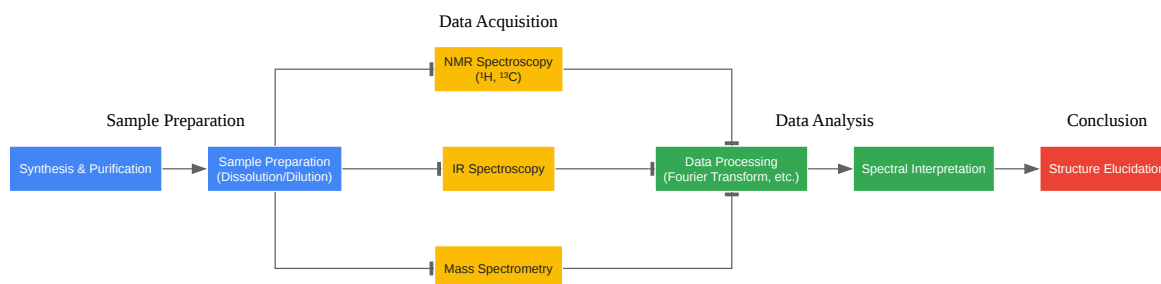 Data Acquisition
NMR Spectroscopy
(¹H, ¹³C)
Sample Preparation
Data Analysis
Conclusion
Synthesis & Purification
Sample Preparation
(Dissolution/Dilution)
IR Spectroscopy
Data Processing
(Fourier Transform, etc.)
Spectral Interpretation
Structure Elucidation
Mass Spectrometry